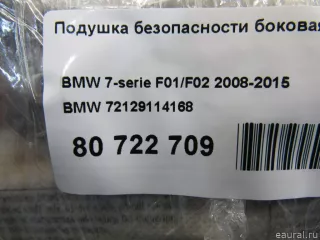 Подушка безопасности боковая
BMW 7-serie F01/F02 2008-2015
BMW 72129114168
80 722 709
eaural.ru